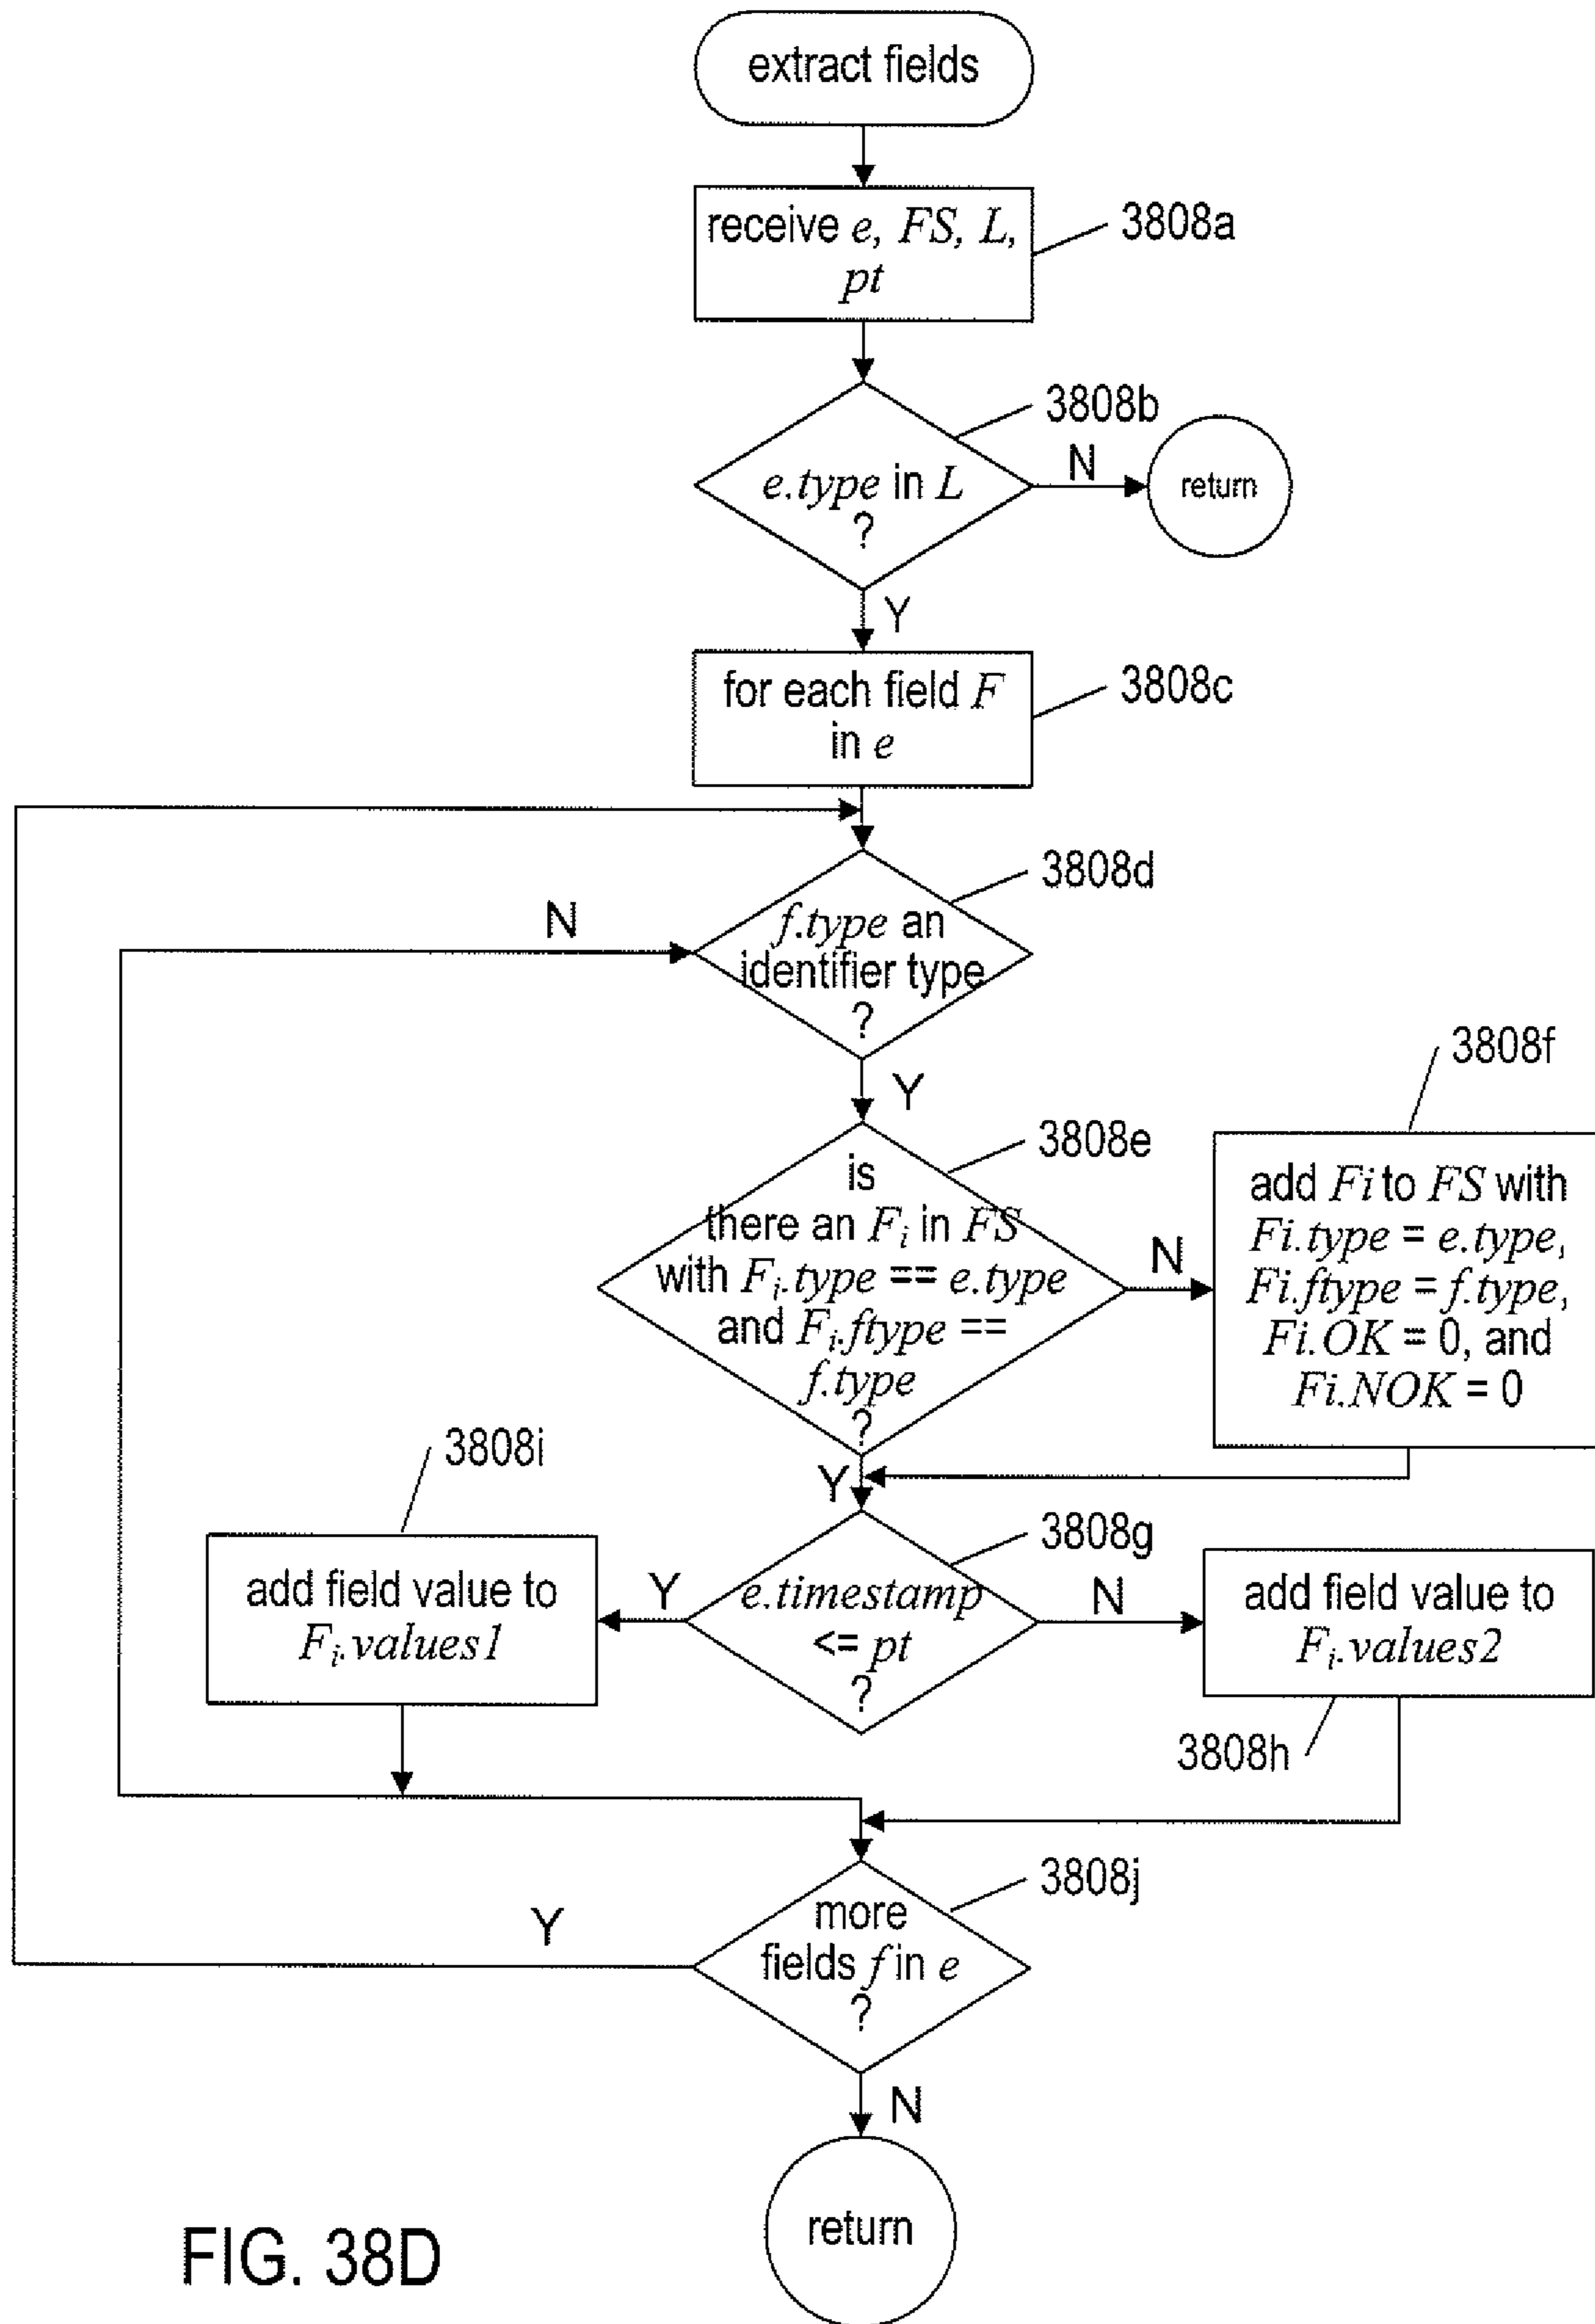 extract fields
receive e, FS, L,
pt
3808a
3808b
e.type in L
?
N
return
Y
for each field F
in e
3808c
3808d
N
f.type an
identifier type
?
Y
3808e
3808f
is
there an Fi in FS
with Fi.type == e.type
and Fi.ftype ==
f.type
?
N
add Fi to FS with
Fi.type = e.type,
Fi.ftype = f.type,
Fi.OK = 0, and
Fi.NOK = 0
Y
3808i
3808g
add field value to
Fi.values1
Y
e.timestamp
<= pt
?
N
add field value to
Fi.values2
3808h
3808j
Y
more
fields f in e
?
N
return
FIG. 38D